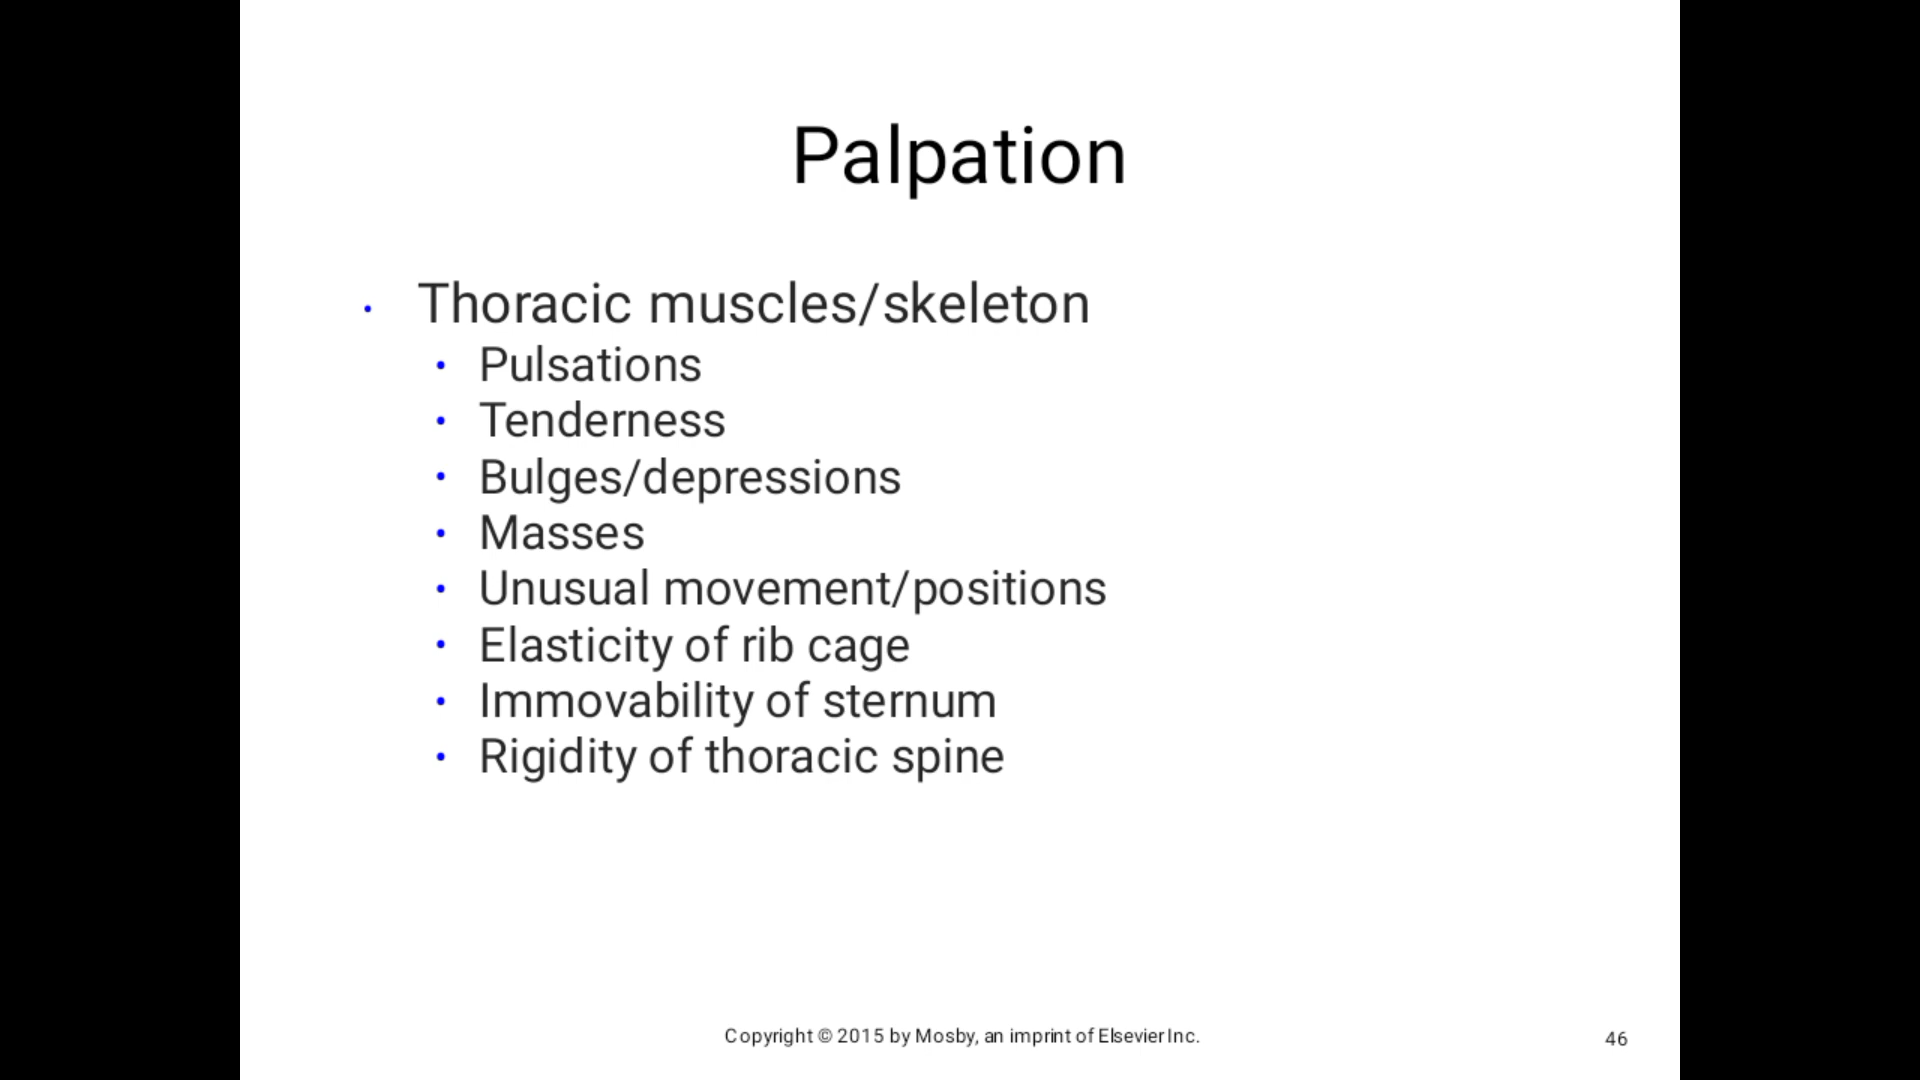 Palpation
• Thoracic muscles/skeleton
• Pulsations
• Tenderness
• Bulges/depressions
• Masses
• Unusual movement/positions
• Elasticity of rib cage
• Immovability of sternum
• Rigidity of thoracic spine
Copyright © 2015 by Mosby, an imprint of Elsevier Inc.
46